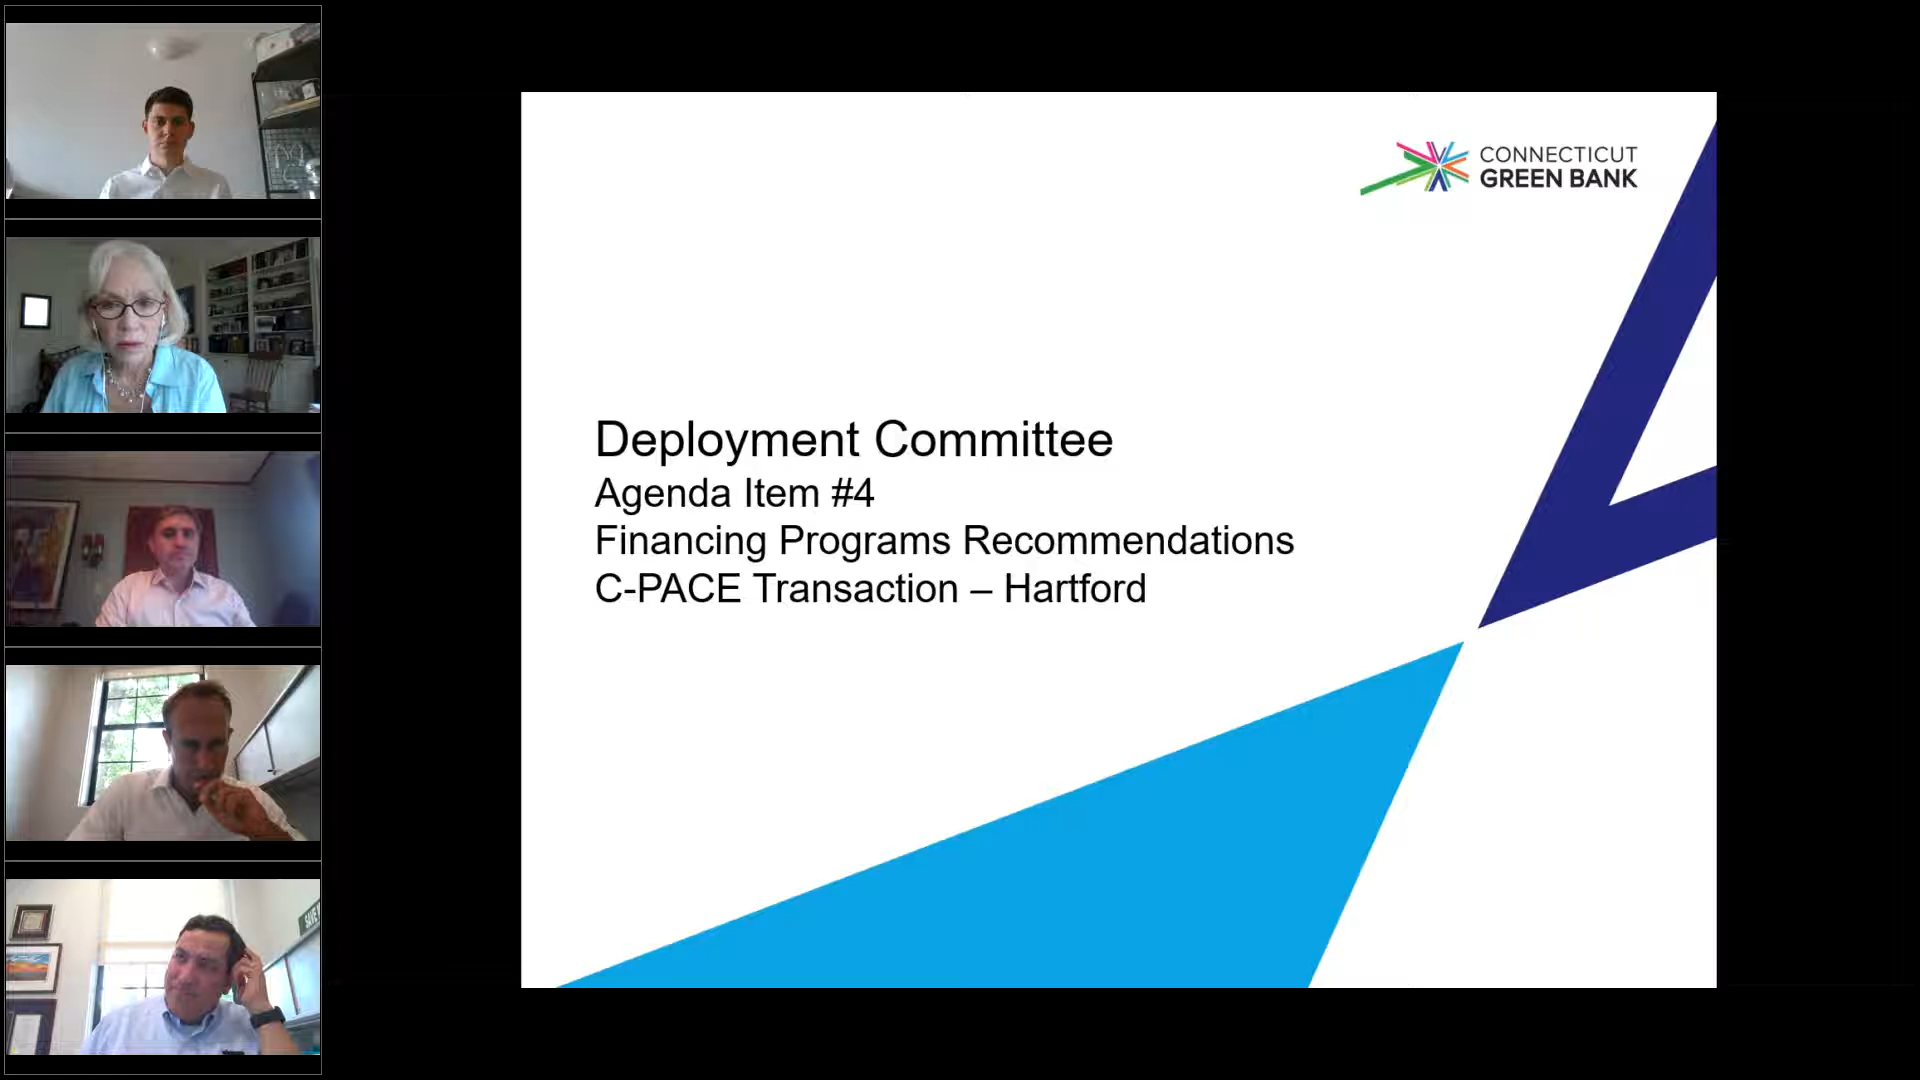 CONNECTICUT
GREEN BANK
Deployment Committee
Agenda Item #4
Financing Programs Recommendations
C-PACE Transaction – Hartford